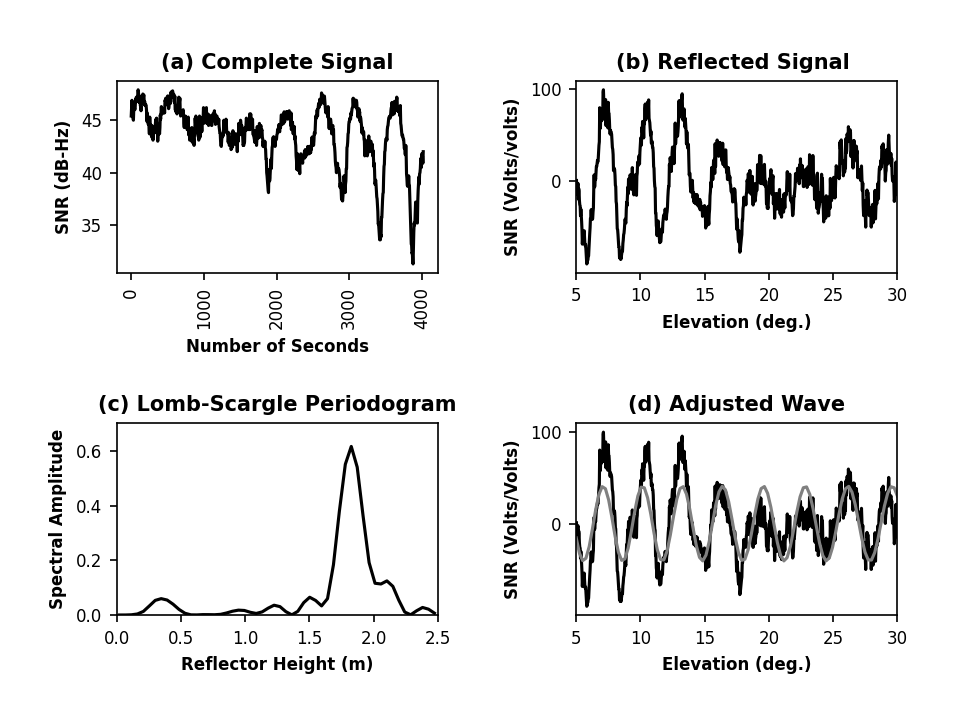 (a) Complete Signal
SNR (dB-Hz)
45
40
35
0
1000
2000
3000
4000
Number of Seconds
(b) Reflected Signal
SNR (Volts/volts)
100
0
5
10
15
20
25
30
Elevation (deg.)
(c) Lomb-Scargle Periodogram
Spectral Amplitude
0.6
0.4
0.2
0.0
0.0
0.5
1.0
1.5
2.0
2.5
Reflector Height (m)
(d) Adjusted Wave
SNR (Volts/Volts)
100
0
5
10
15
20
25
30
Elevation (deg.)